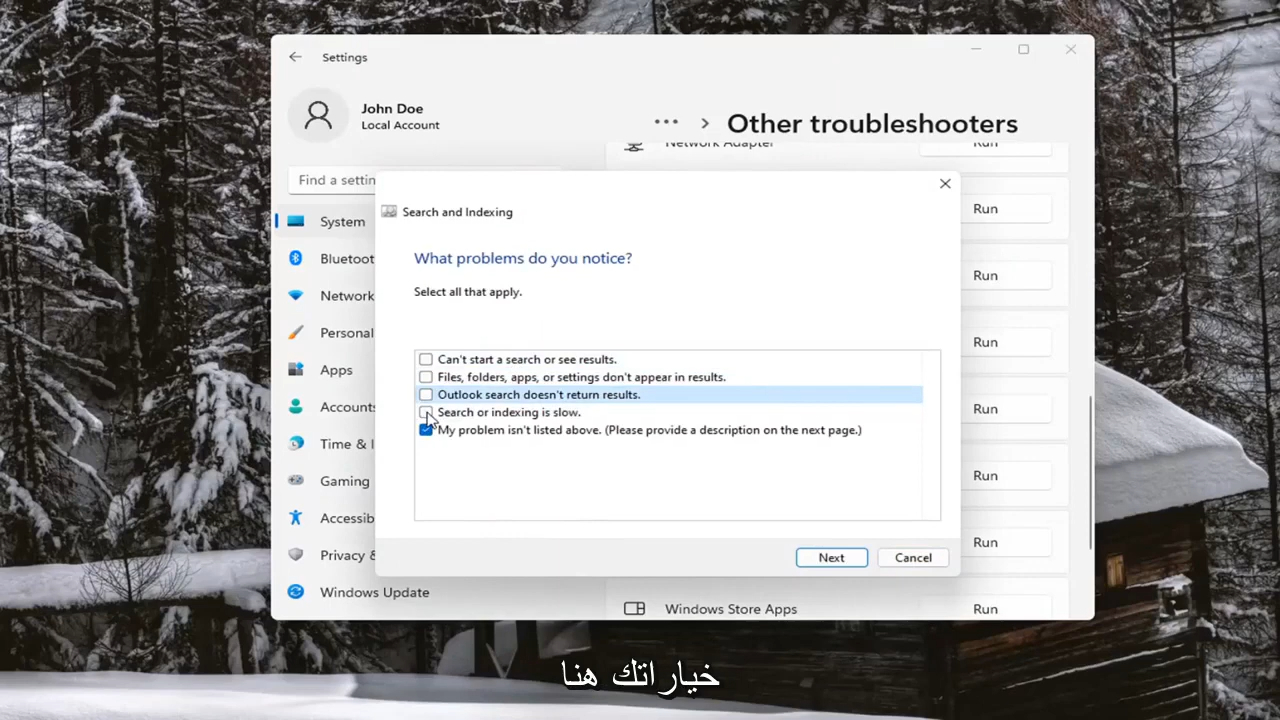 Settings
John Doe
Local Account
Other troubleshooters
Network Adapter
Run
Find a settin
Search and Indexing
Run
System
What problems do you notice?
Bluetoot
Run
Select all that apply.
Network
Personal
Run
Can't start a search or see results.
Apps
Files, folders, apps, or settings don't appear in results.
Outlook search doesn't return results.
Accounts
Run
Search or indexing is slow.
My problem isn't listed above. (Please provide a description on the next page.)
Time & l
Gaming
Run
Accessib
Run
Privacy &
Next
Cancel
Windows Update
Windows Store Apps
Run
خياراتك هنا